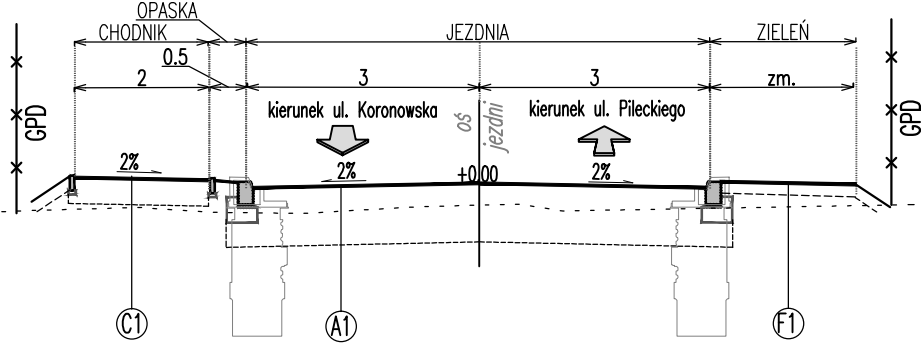 OPASKA
CHODNIK JEZDNIA ZIELEŃ
2 0.5 3 3 zm.
GPD kierunek ul. Koronowska oś jezdni kierunek ul. Pileckiego GPD
2% 2% +0.00 2%
C1 A1 F1